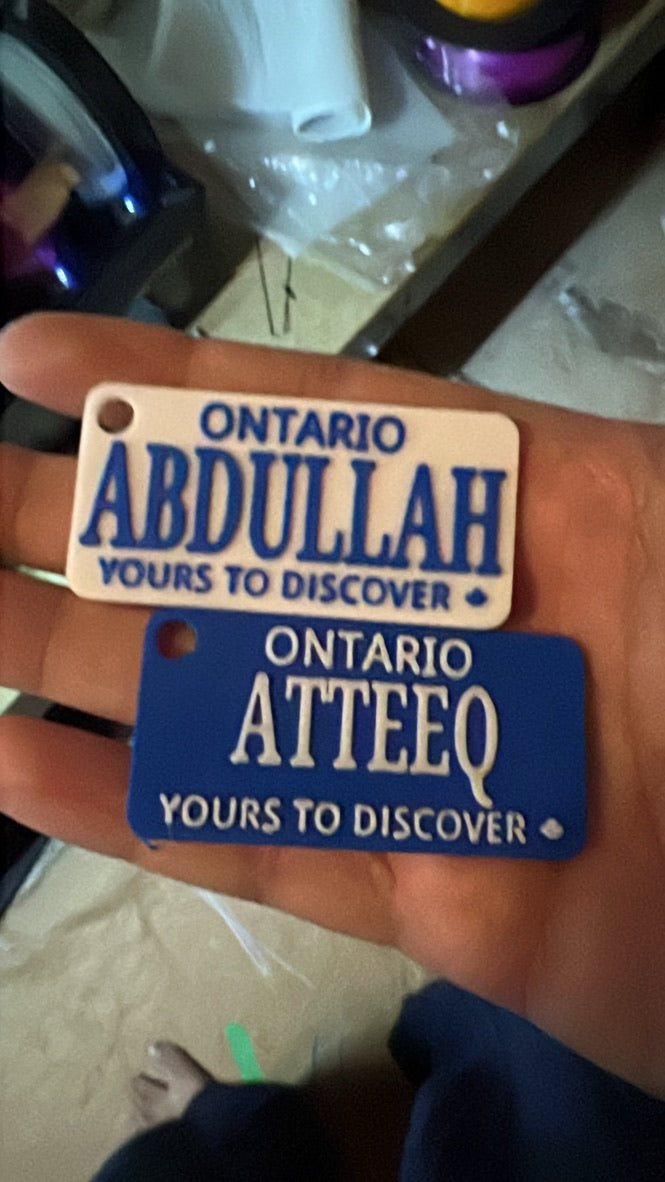 ONTARIO
ABDULLAH
YOURS TO DISCOVER
ONTARIO
ATTEEQ
YOURS TO DISCOVER